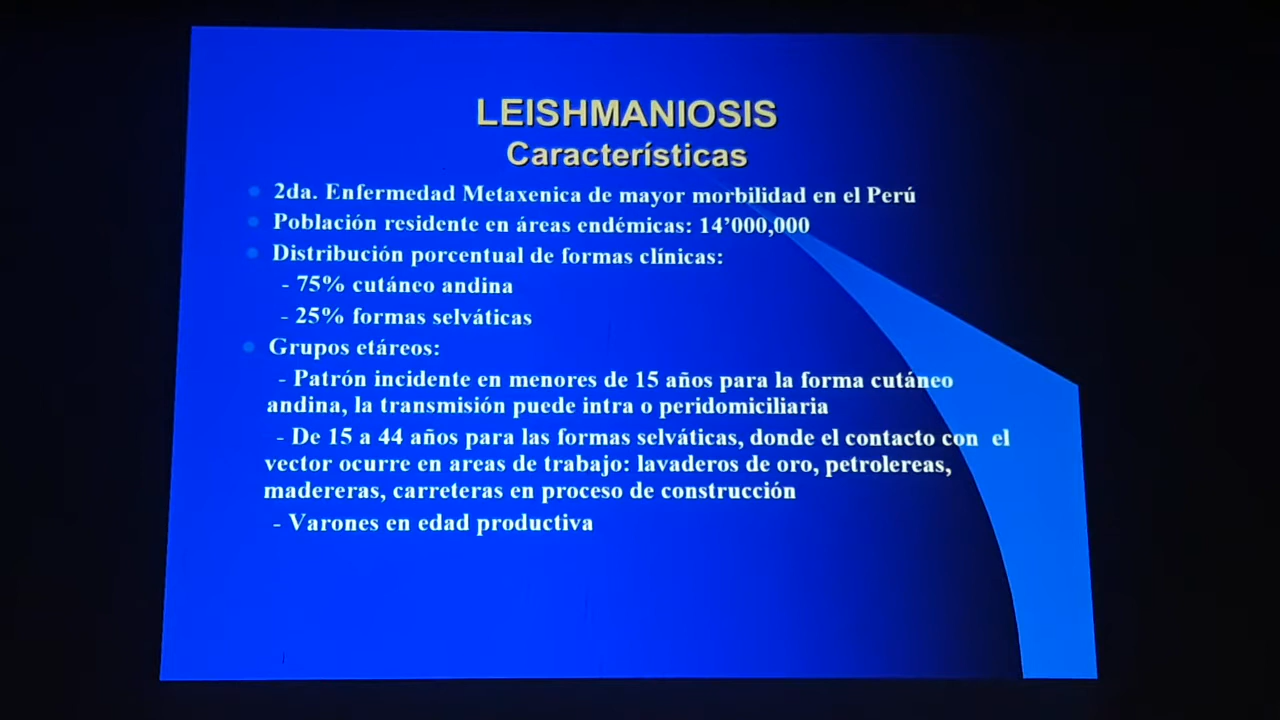 LEISHMANIOSIS
Características
2da. Enfermedad Metaxenica de mayor morbilidad en el Perú
Población residente en áreas endémicas: 14’000,000
Distribución porcentual de formas clínicas:
- 75% cutáneo andina
- 25% formas selváticas
Grupos etáreos:
- Patrón incidente en menores de 15 años para la forma cutáneo
andina, la transmisión puede intra o peridomiciliaria
- De 15 a 44 años para las formas selváticas, donde el contacto con el
vector ocurre en areas de trabajo: lavaderos de oro, petrolereas,
madereras, carreteras en proceso de construcción
- Varones en edad productiva